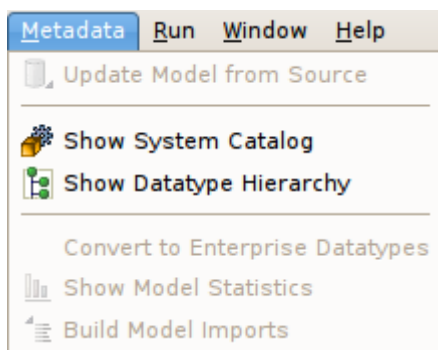 Metadata Run Window Help
Update Model from Source
Show System Catalog
Show Datatype Hierarchy
Convert to Enterprise Datatypes
Show Model Statistics
Build Model Imports